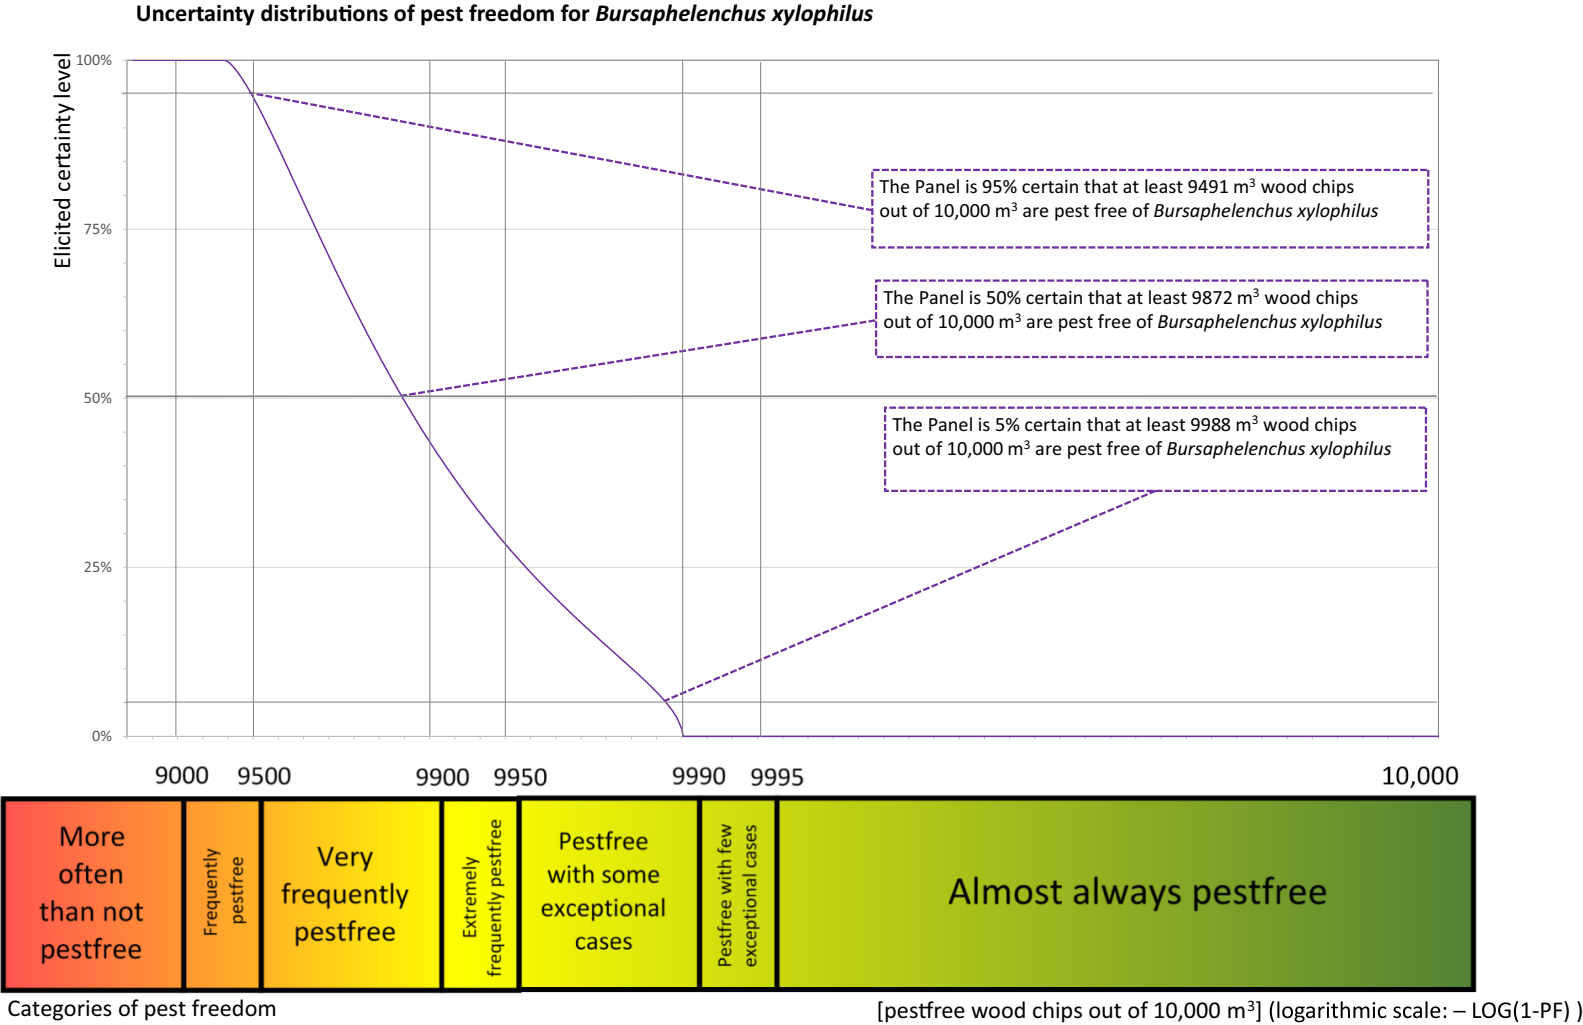 Uncertainty distributions of pest freedom for Bursaphelenchus xylophilus
Elicited certainty level
100%
75%
50%
25%
0%
The Panel is 95% certain that at least 9491 m³ wood chips
out of 10,000 m³ are pest free of Bursaphelenchus xylophilus
The Panel is 50% certain that at least 9872 m³ wood chips
out of 10,000 m³ are pest free of Bursaphelenchus xylophilus
The Panel is 5% certain that at least 9988 m³ wood chips
out of 10,000 m³ are pest free of Bursaphelenchus xylophilus
9000 9500 9900 9950 9990 9995 10,000
More
often
than not
pestfree
Frequently
pestfree
Very
frequently
pestfree
Extremely
frequently pestfree
Pestfree
with some
exceptional
cases
Pestfree with few
exceptional cases
Almost always pestfree
Categories of pest freedom
[pestfree wood chips out of 10,000 m³] (logarithmic scale: – LOG(1-PF) )